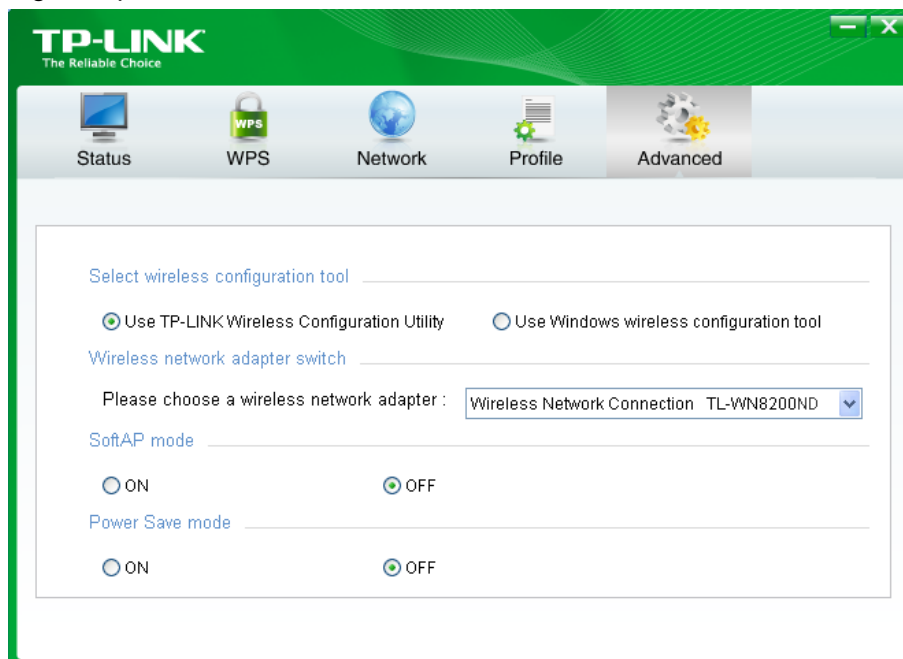 TP-LINK
The Reliable Choice
WPS
Status WPS Network Profile Advanced
Select wireless configuration tool
Use TP-LINK Wireless Configuration Utility Use Windows wireless configuration tool
Wireless network adapter switch
Please choose a wireless network adapter : Wireless Network Connection TL-WN8200ND
SoftAP mode
ON OFF
Power Save mode
ON OFF